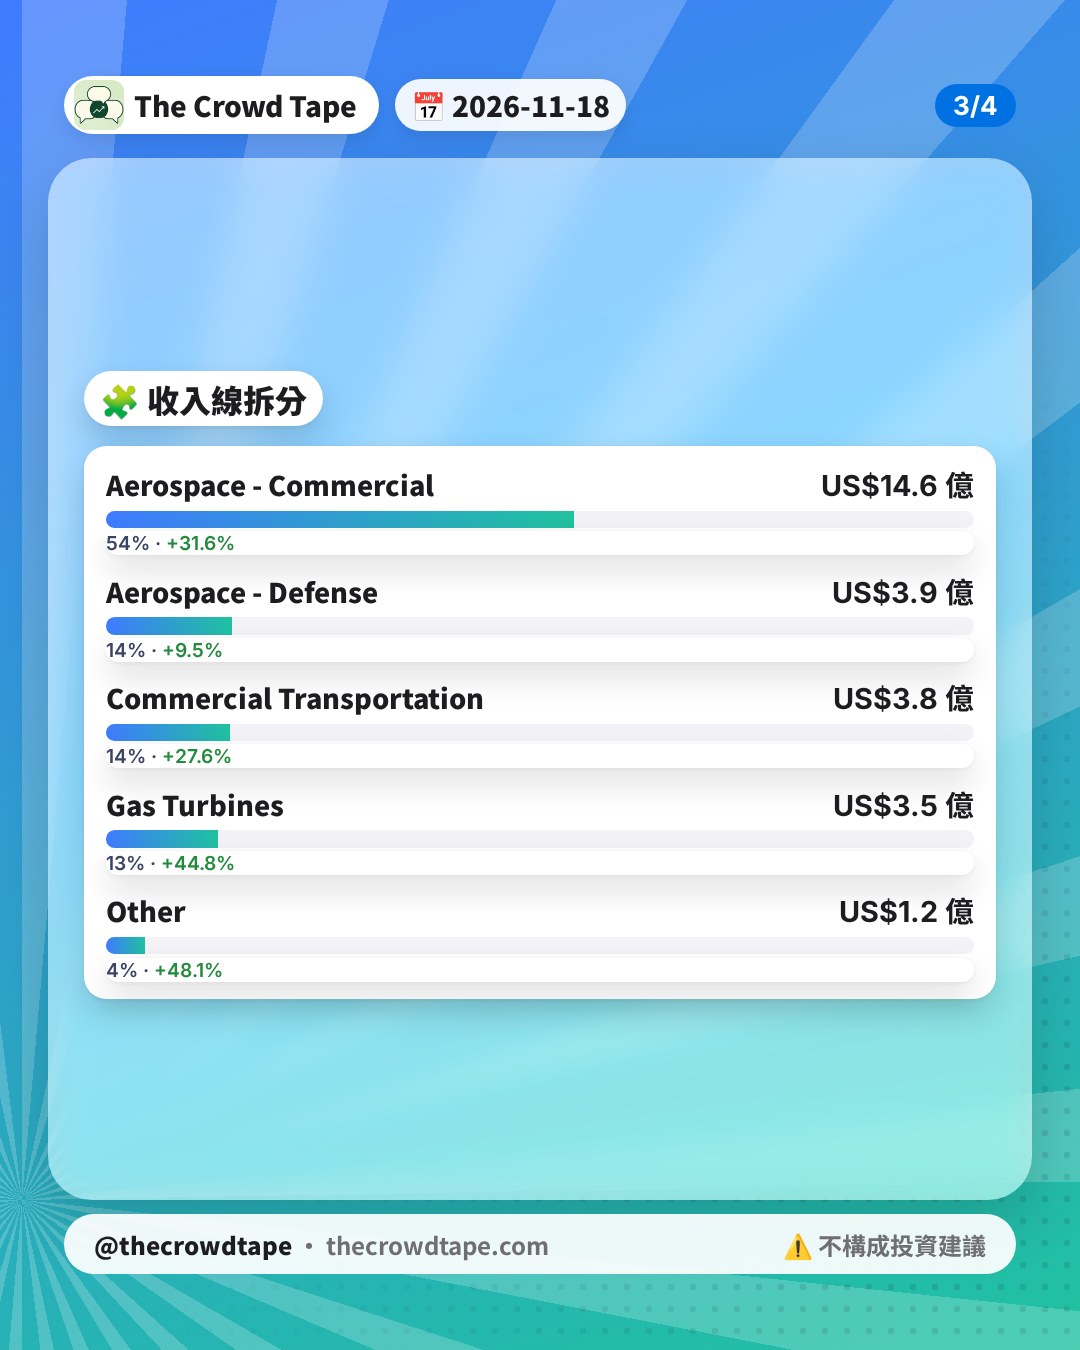 The Crowd Tape
July
2026-11-18
3/4
收入線拆分
Aerospace - Commercial
US$14.6 億
54% · +31.6%
Aerospace - Defense
US$3.9 億
14% · +9.5%
Commercial Transportation
US$3.8 億
14% · +27.6%
Gas Turbines
US$3.5 億
13% · +44.8%
Other
US$1.2 億
4% · +48.1%
@thecrowdtape • thecrowdtape.com
不構成投資建議